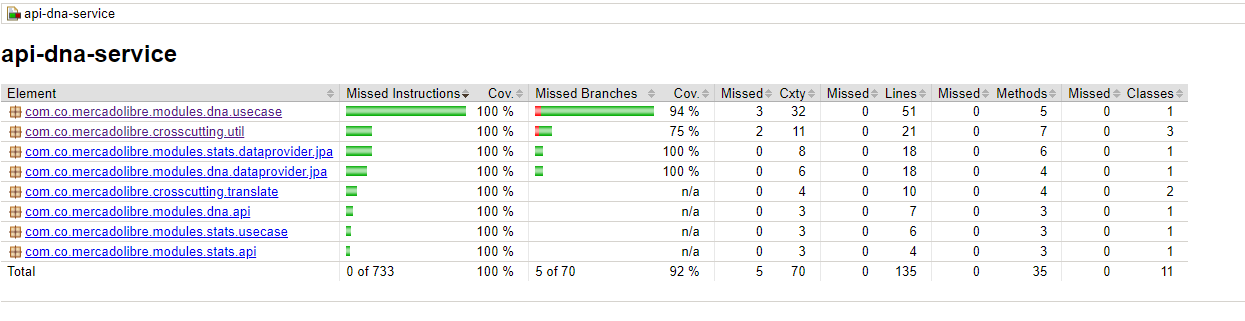 api-dna-service
api-dna-service
Element Missed Instructions Cov. Missed Branches Cov. Missed Cxty Missed Lines Missed Methods Missed Classes
com.co.mercadolibre.modules.dna.usecase 100 % 94 % 3 32 0 51 0 5 0 1
com.co.mercadolibre.crosscutting.util 100 % 75 % 2 11 0 21 0 7 0 3
com.co.mercadolibre.modules.stats.dataprovider.jpa 100 % 100 % 0 8 0 18 0 6 0 1
com.co.mercadolibre.modules.dna.dataprovider.jpa 100 % 100 % 0 6 0 18 0 4 0 1
com.co.mercadolibre.crosscutting.translate 100 % n/a 0 4 0 10 0 4 0 2
com.co.mercadolibre.modules.dna.api 100 % n/a 0 3 0 7 0 3 0 1
com.co.mercadolibre.modules.stats.usecase 100 % n/a 0 3 0 6 0 3 0 1
com.co.mercadolibre.modules.stats.api 100 % n/a 0 3 0 4 0 3 0 1
Total 0 of 733 100 % 5 of 70 92 % 5 70 0 135 0 35 0 11